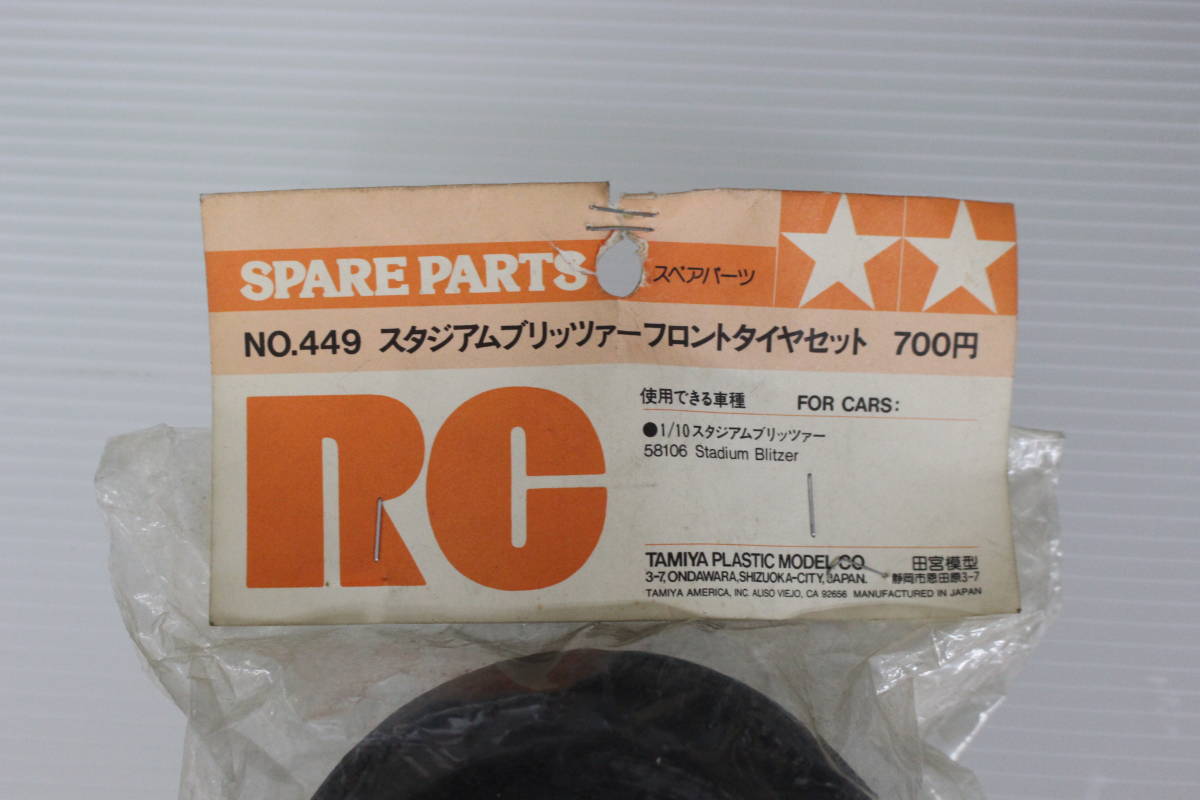 SPARE PARTS スペアパーツ
NO.449 スタジアムブリッツァーフロントタイヤセット 700円
RC
使用できる車種 FOR CARS:
●1/10スタジアムブリッツァー
58106 Stadium Blitzer
TAMIYA PLASTIC MODEL CO. 田宮模型
3-7, ONDAWARA, SHIZUOKA-CITY, JAPAN. 静岡市恩田原3-7
TAMIYA AMERICA, INC. ALISO VIEJO, CA 92656 MANUFACTURED IN JAPAN